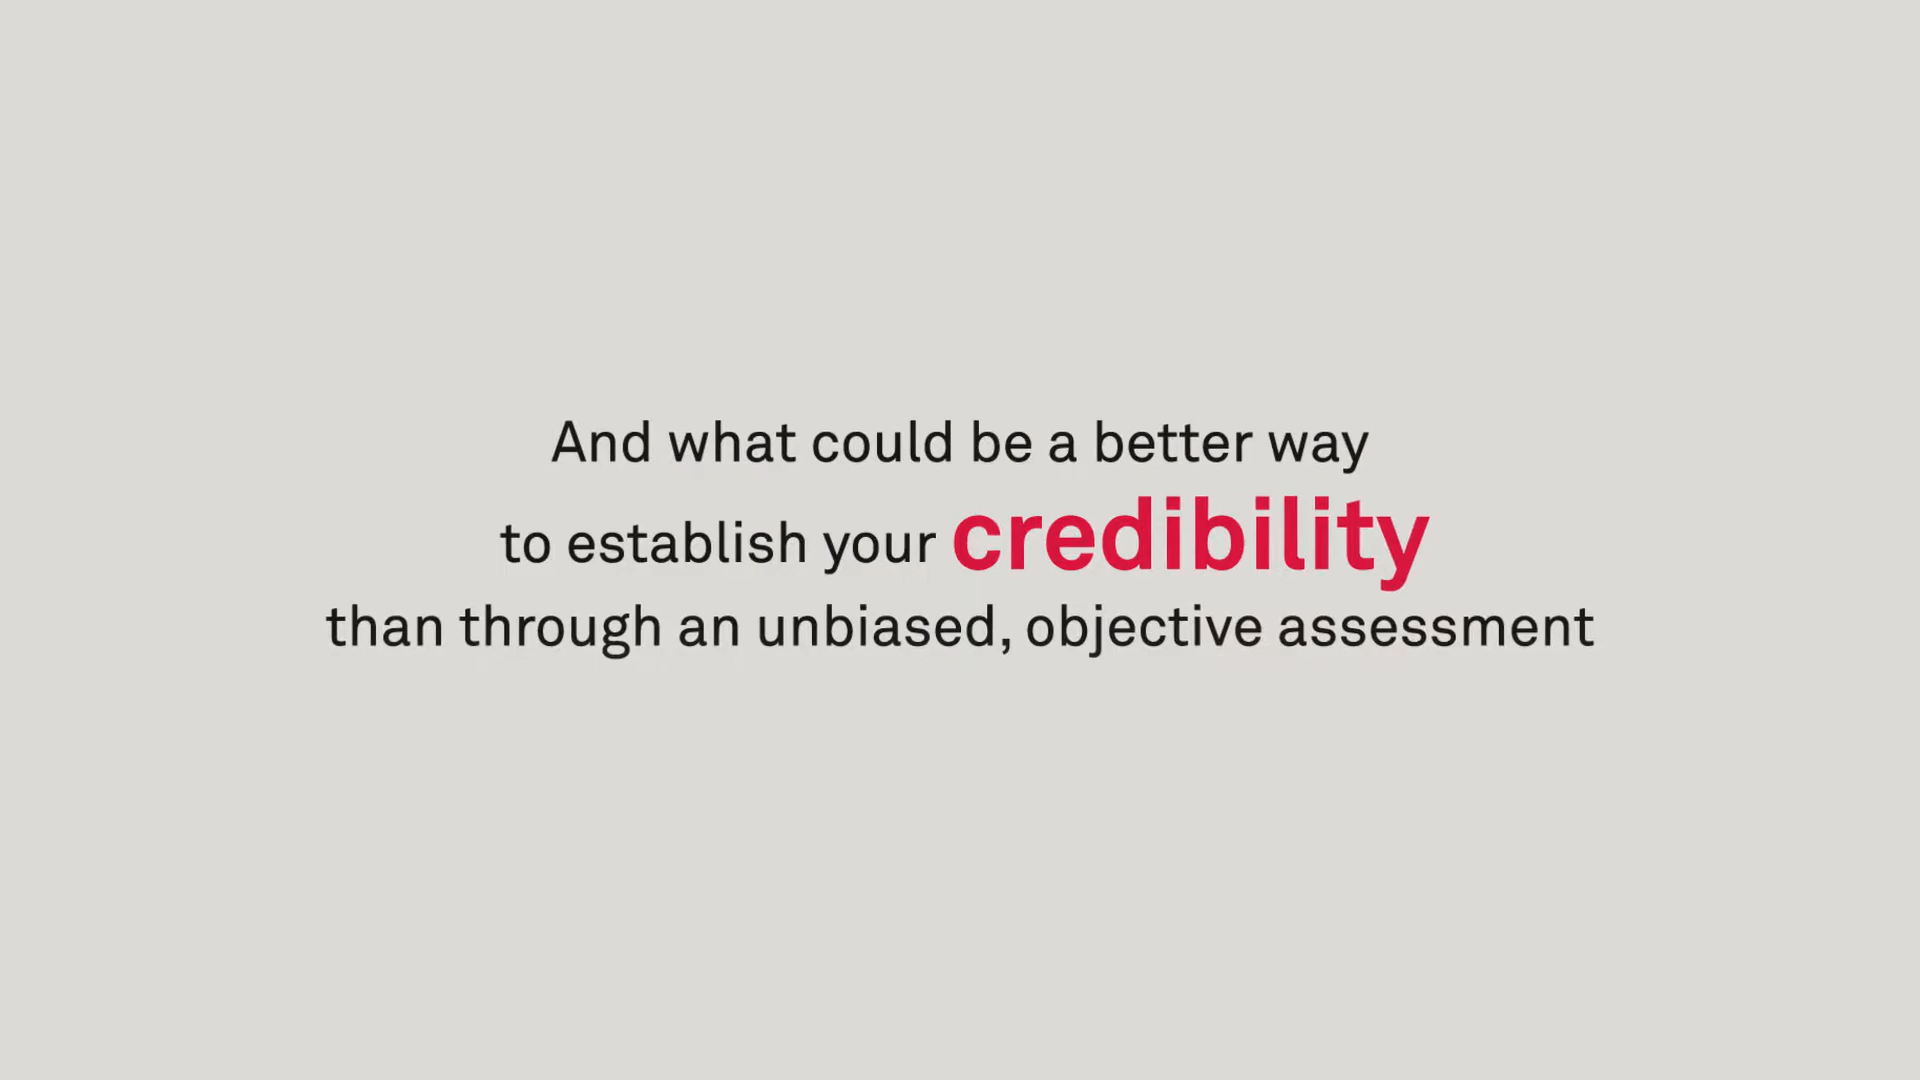 And what could be a better way
to establish your credibility
than through an unbiased, objective assessment